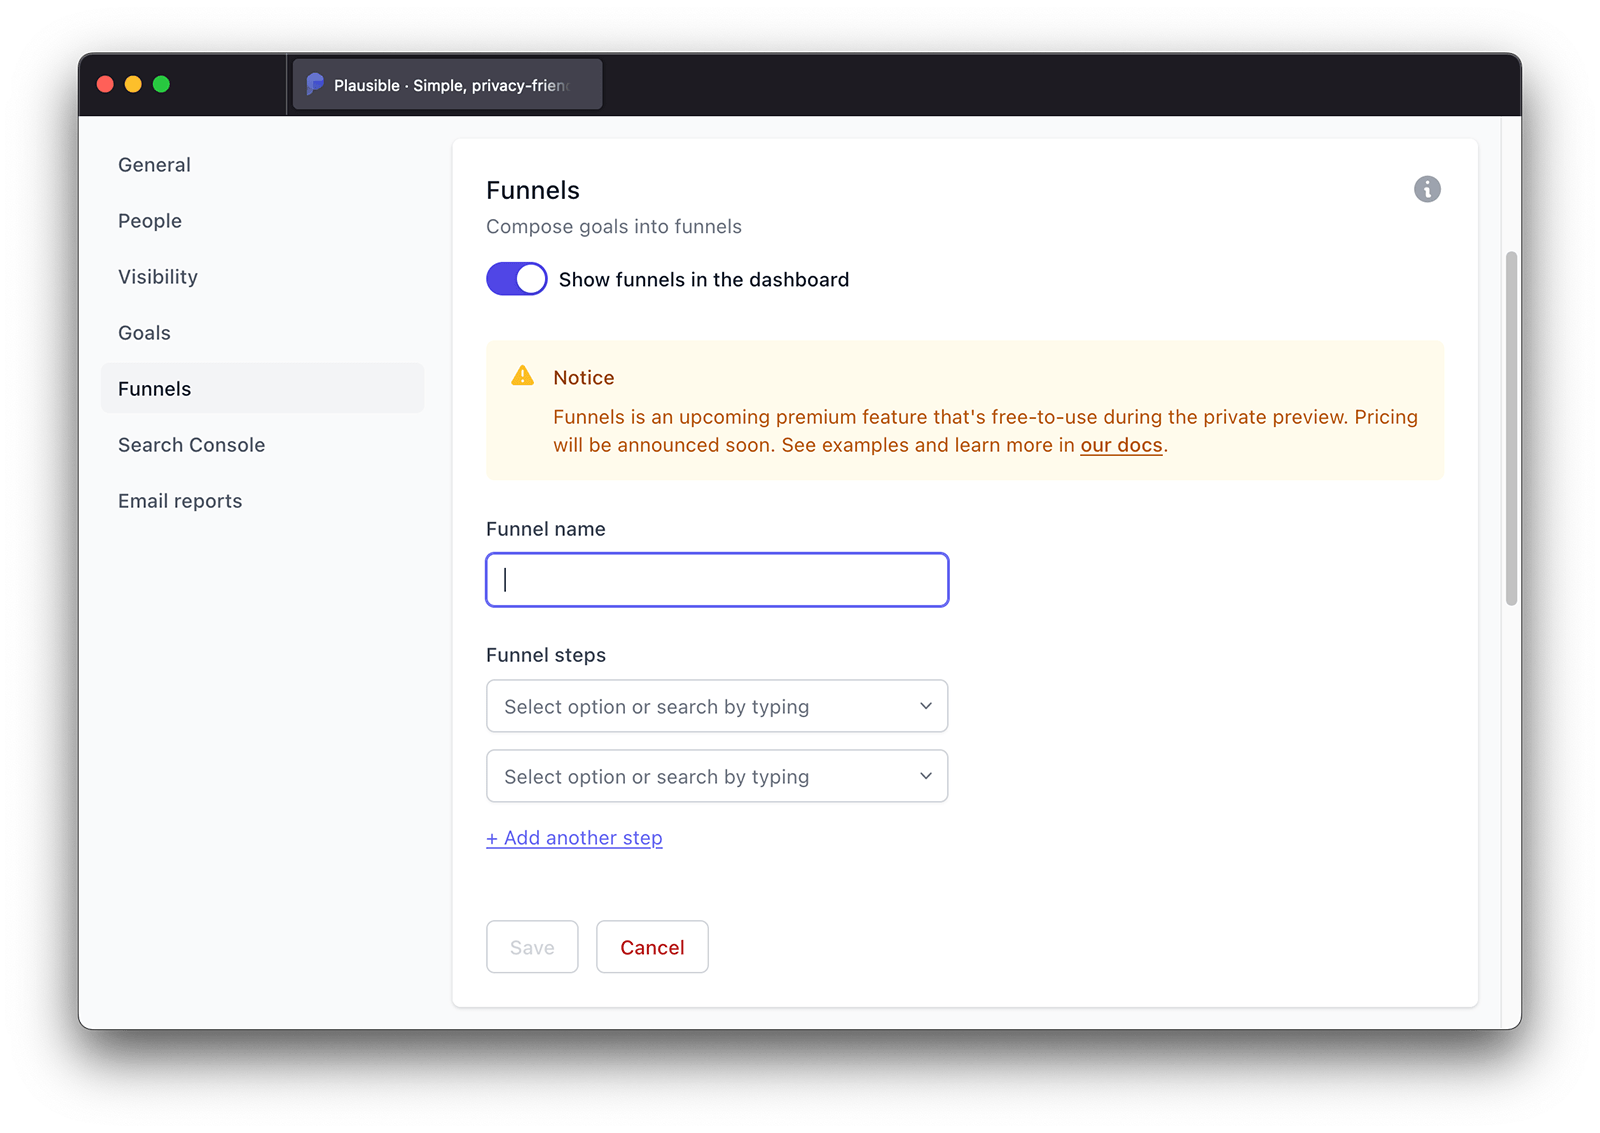 Plausible · Simple, privacy-frien
General
People
Visibility
Goals
Funnels
Search Console
Email reports
Funnels
Compose goals into funnels
Show funnels in the dashboard
Notice
Funnels is an upcoming premium feature that's free-to-use during the private preview. Pricing
will be announced soon. See examples and learn more in our docs.
Funnel name
Funnel steps
Select option or search by typing
Select option or search by typing
+ Add another step
Save
Cancel